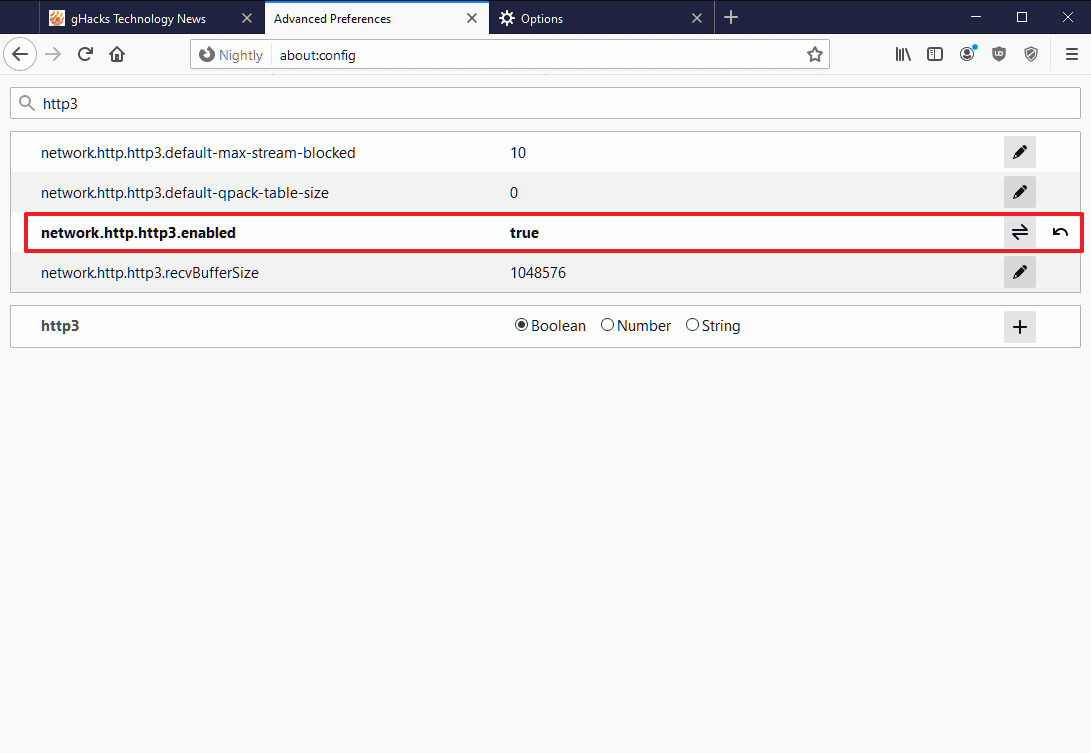 gHacks Technology News
Advanced Preferences
Options
Nightly about:config
http3
network.http.http3.default-max-stream-blocked 10
network.http.http3.default-qpack-table-size 0
network.http.http3.enabled true
network.http.http3.recvBufferSize 1048576
http3 Boolean Number String